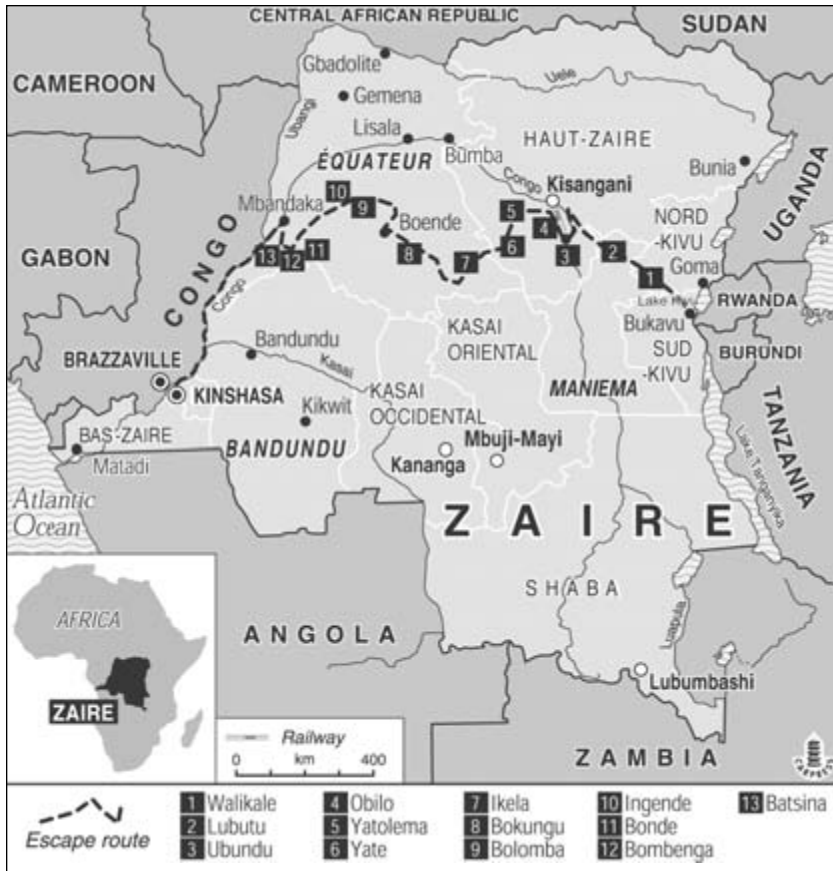 CENTRAL AFRICAN REPUBLIC
SUDAN
CAMEROON
Gbadolite
Uele
Gemena
Ubangi
Lisala
HAUT-ZAIRE
ÉQUATEUR
Būmba
Bunia
Congo
Kisangani
UGANDA
10
Mbandaka
9
Boende
5
4
NORD
-KIVU
GABON
CONGO
13
12
11
8
7
6
3
2
1
Goma
Congo
Lake Kivu
RWANDA
Bukavu
KASAI
ORIENTAL
SUD
-KIVU
BURUNDI
Bandundu
BRAZZAVILLE
Kasai
KINSHASA
KASAI
OCCIDENTAL
MANIEMA
Kikwit
TANZANIA
BAS-ZAIRE
BANDUNDU
Mbuji-Mayi
Matadi
Kananga
Lake Tanganyika
Atlantic
Ocean
ZAIRE
SHABA
AFRICA
ANGOLA
Luapula
Lubumbashi
ZAIRE
Railway
0 km 400
ZAMBIA
CARPRESS
Escape route
1 Walikale
2 Lubutu
3 Ubundu
4 Obilo
5 Yatolema
6 Yate
7 Ikela
8 Bokungu
9 Bolomba
10 Ingende
11 Bonde
12 Bombenga
13 Batsina